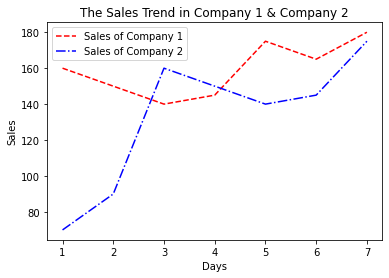 The Sales Trend in Company 1 & Company 2
Sales of Company 1
Sales of Company 2
180
160
140
120
100
80
Sales
1 2 3 4 5 6 7
Days